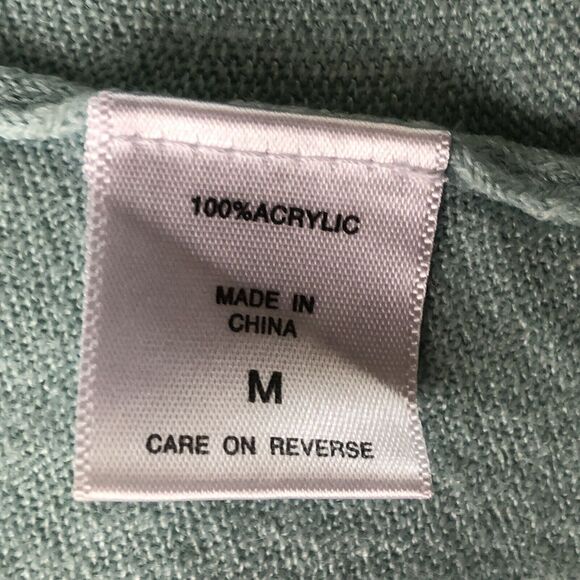 100%ACRYLIC
MADE IN
CHINA
M
CARE ON REVERSE